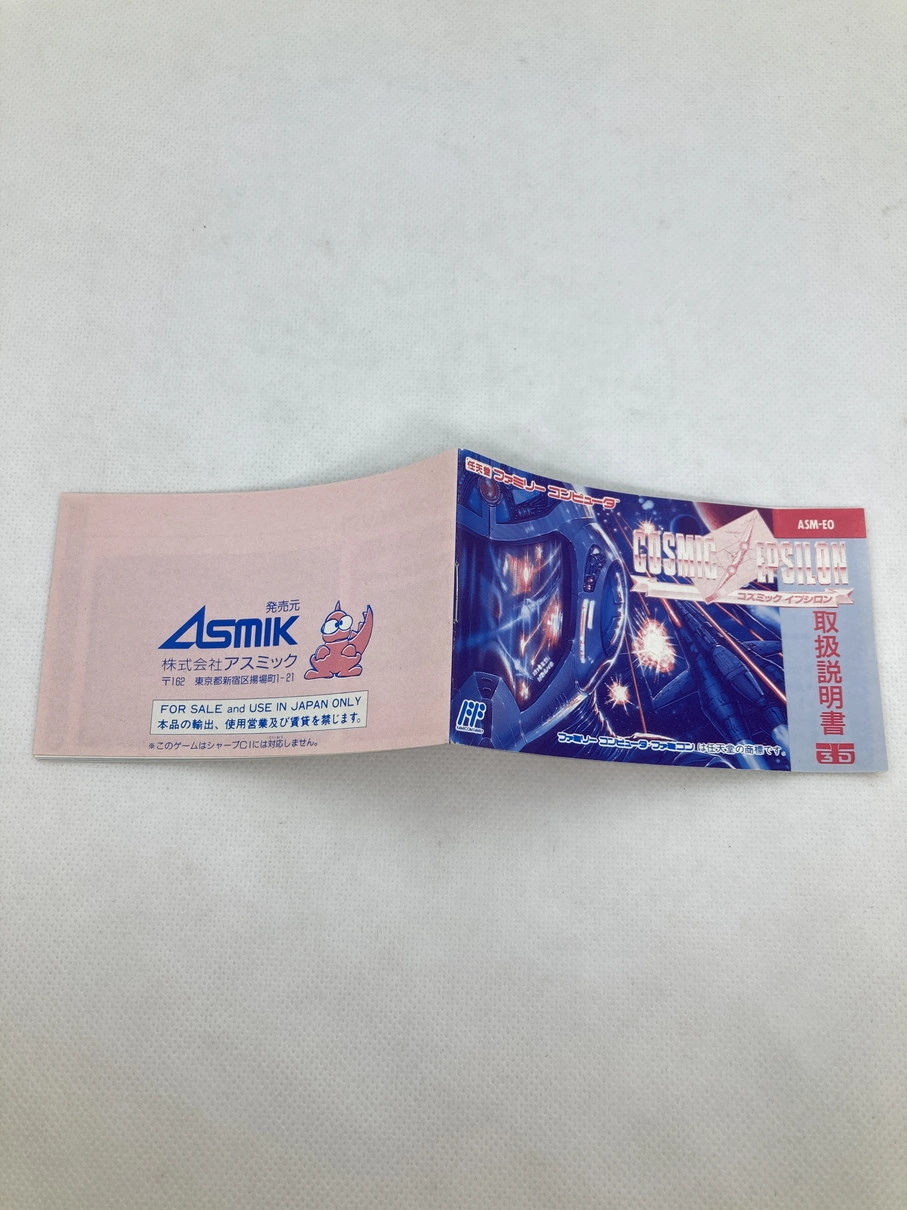 発売元
ASMIK
株式会社アスミック
〒162 東京都新宿区揚場町1-21
FOR SALE and USE IN JAPAN ONLY
本品の輸出、使用営業及び賃貸を禁じます。
※このゲームはシャープC1には対応しません。
任天堂 ファミリー コンピュータ™
ASM-EO
COSMIC EPSILON
コズミック イプシロン
取扱説明書
3D
ファミリー コンピュータ・ファミコン は任天堂の商標です。